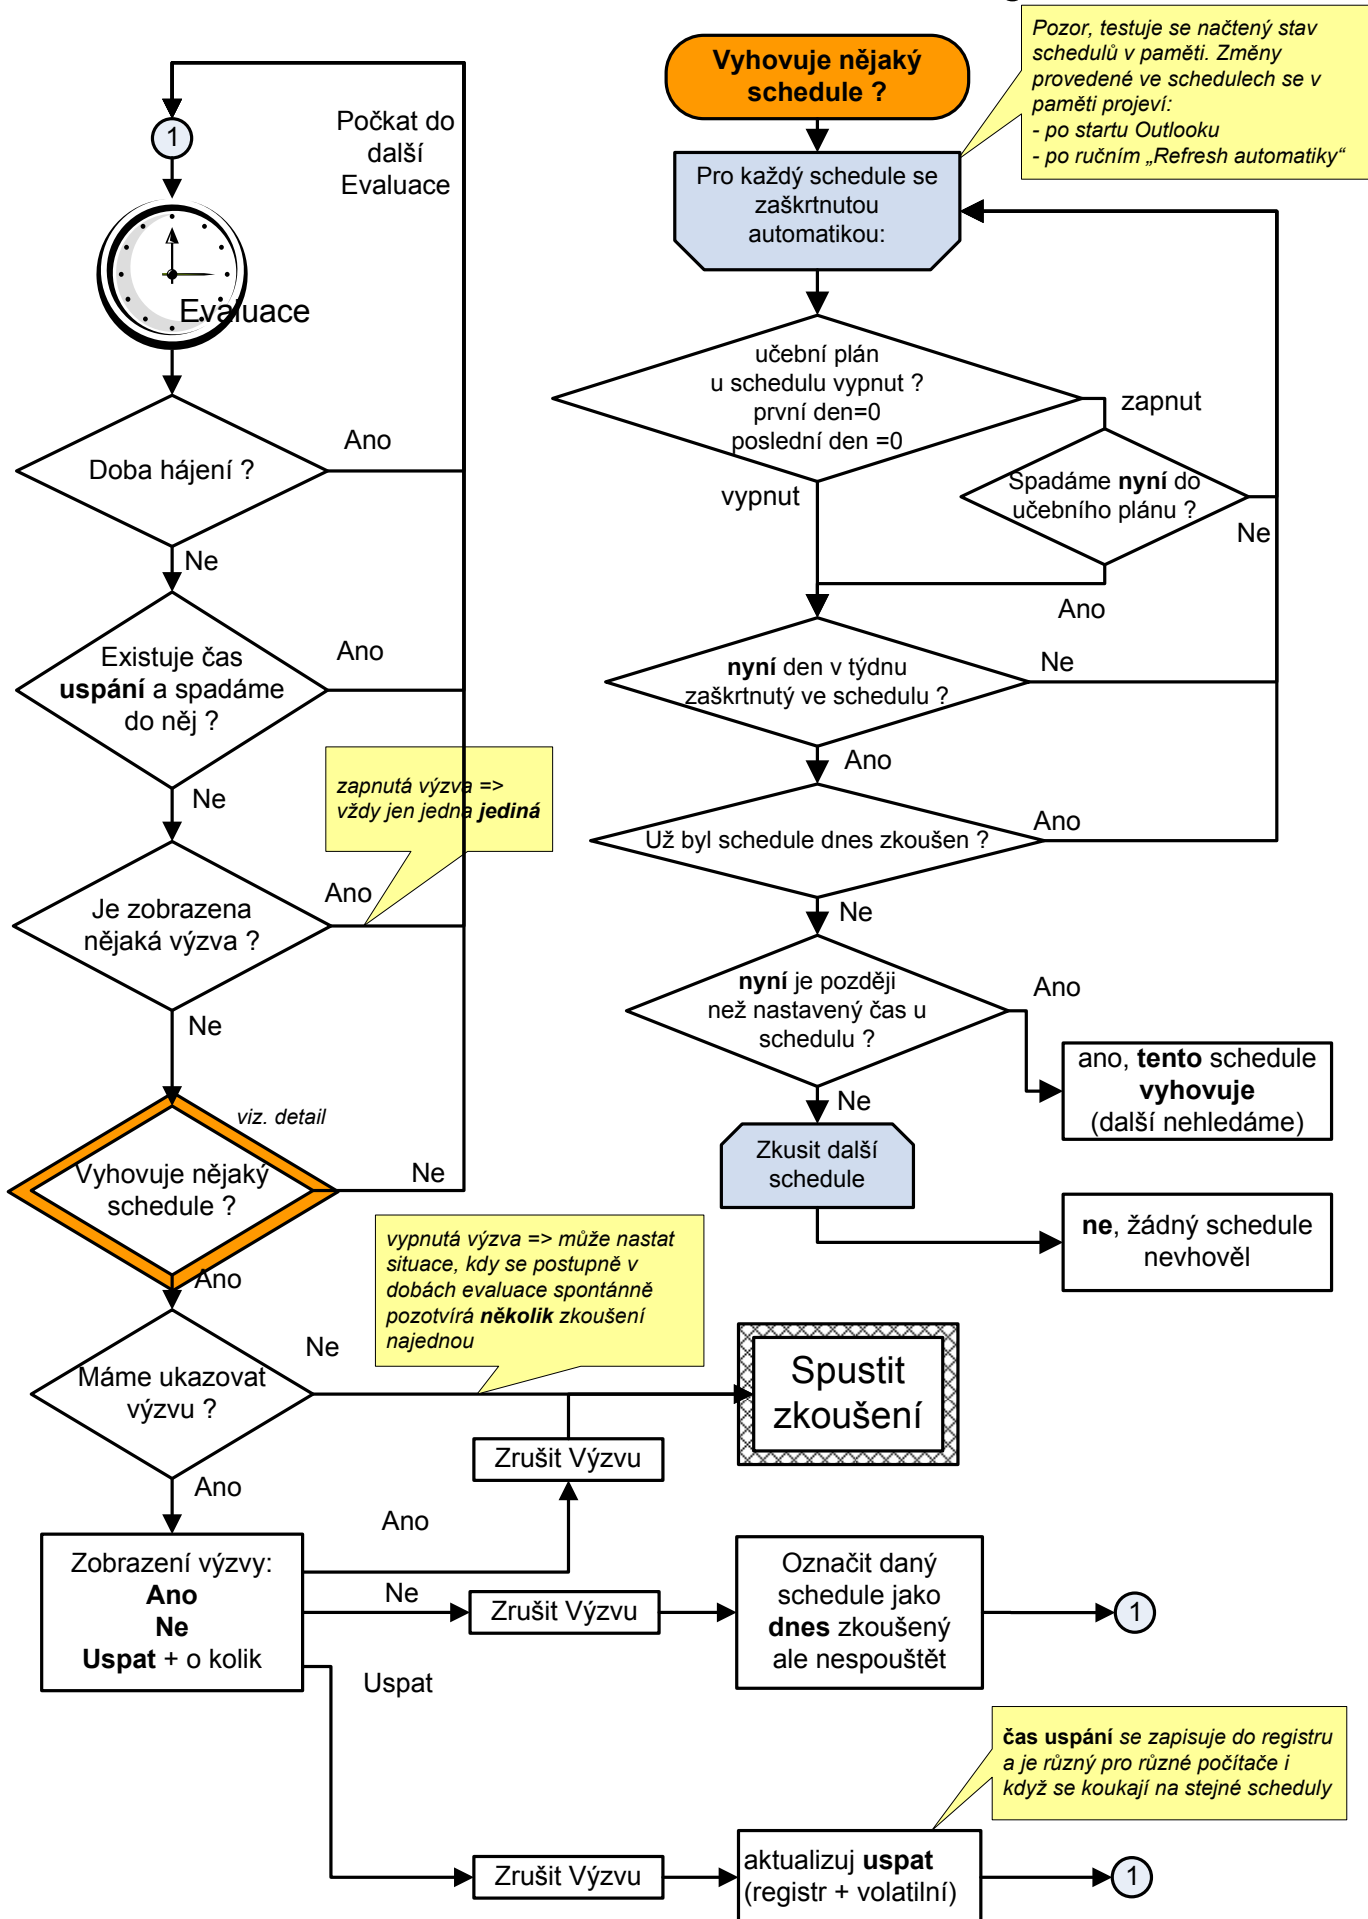 1
Počkat do
další
Evaluace
Evaluace
Doba hájení ?
Ano
Ne
Existuje čas
uspání a spadáme
do něj ?
Ano
Ne
zapnutá výzva =>
vždy jen jedna jediná
Je zobrazena
nějaká výzva ?
Ano
Ne
viz. detail
Vyhovuje nějaký
schedule ?
Ne
Ano
vypnutá výzva => může nastat
situace, kdy se postupně v
dobách evaluace spontánně
pozotvírá několik zkoušení
najednou
Máme ukazovat
výzvu ?
Ne
Ano
Spustit
zkoušení
Zrušit Výzvu
Zobrazení výzvy:
Ano
Ne
Uspat + o kolik
Ano
Ne
Uspat
Zrušit Výzvu
Označit daný
schedule jako
dnes zkoušený
ale nespouštět
1
čas uspání se zapisuje do registru
a je různý pro různé počítače i
když se koukají na stejné scheduly
Zrušit Výzvu
aktualizuj uspat
(registr + volatilní)
1
Vyhovuje nějaký
schedule ?
Pozor, testuje se načtený stav
schedulů v paměti. Změny
provedené ve schedulech se v
paměti projeví:
- po startu Outlooku
- po ručním „Refresh automatiky“
Pro každý schedule se
zaškrtnutou
automatikou:
učební plán
u schedulu vypnut ?
první den=0
poslední den =0
zapnut
vypnut
Spadáme nyní do
učebního plánu ?
Ne
Ano
nyní den v týdnu
zaškrtnutý ve schedulu ?
Ne
Ano
Už byl schedule dnes zkoušen ?
Ano
Ne
nyní je později
než nastavený čas u
schedulu ?
Ano
Ne
ano, tento schedule
vyhovuje
(další nehledáme)
Zkusit další
schedule
ne, žádný schedule
nevhověl